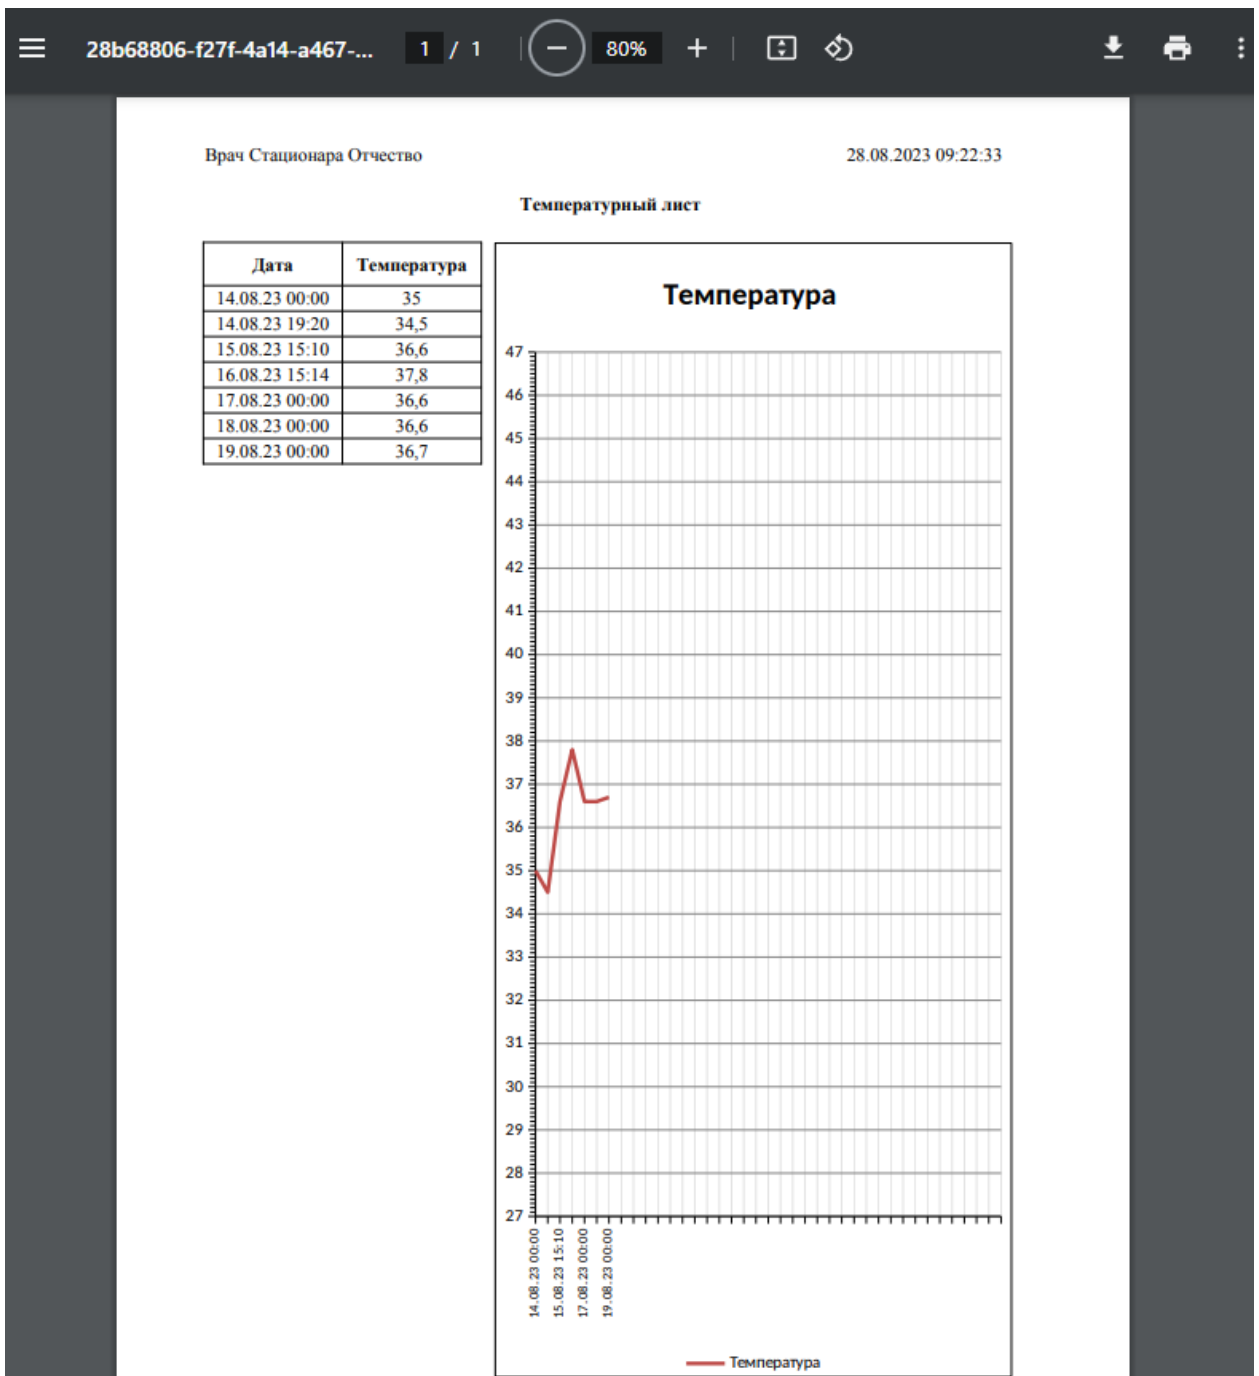 28b68806-f27f-4a14-a467-... 1 / 1 80%
Врач Стационара Отчество 28.08.2023 09:22:33
Температурный лист
Дата Температура
14.08.23 00:00 35
14.08.23 19:20 34,5
15.08.23 15:10 36,6
16.08.23 15:14 37,8
17.08.23 00:00 36,6
18.08.23 00:00 36,6
19.08.23 00:00 36,7
Температура
47
46
45
44
43
42
41
40
39
38
37
36
35
34
33
32
31
30
29
28
27
14.08.23 00:00
15.08.23 15:10
17.08.23 00:00
19.08.23 00:00
Температура